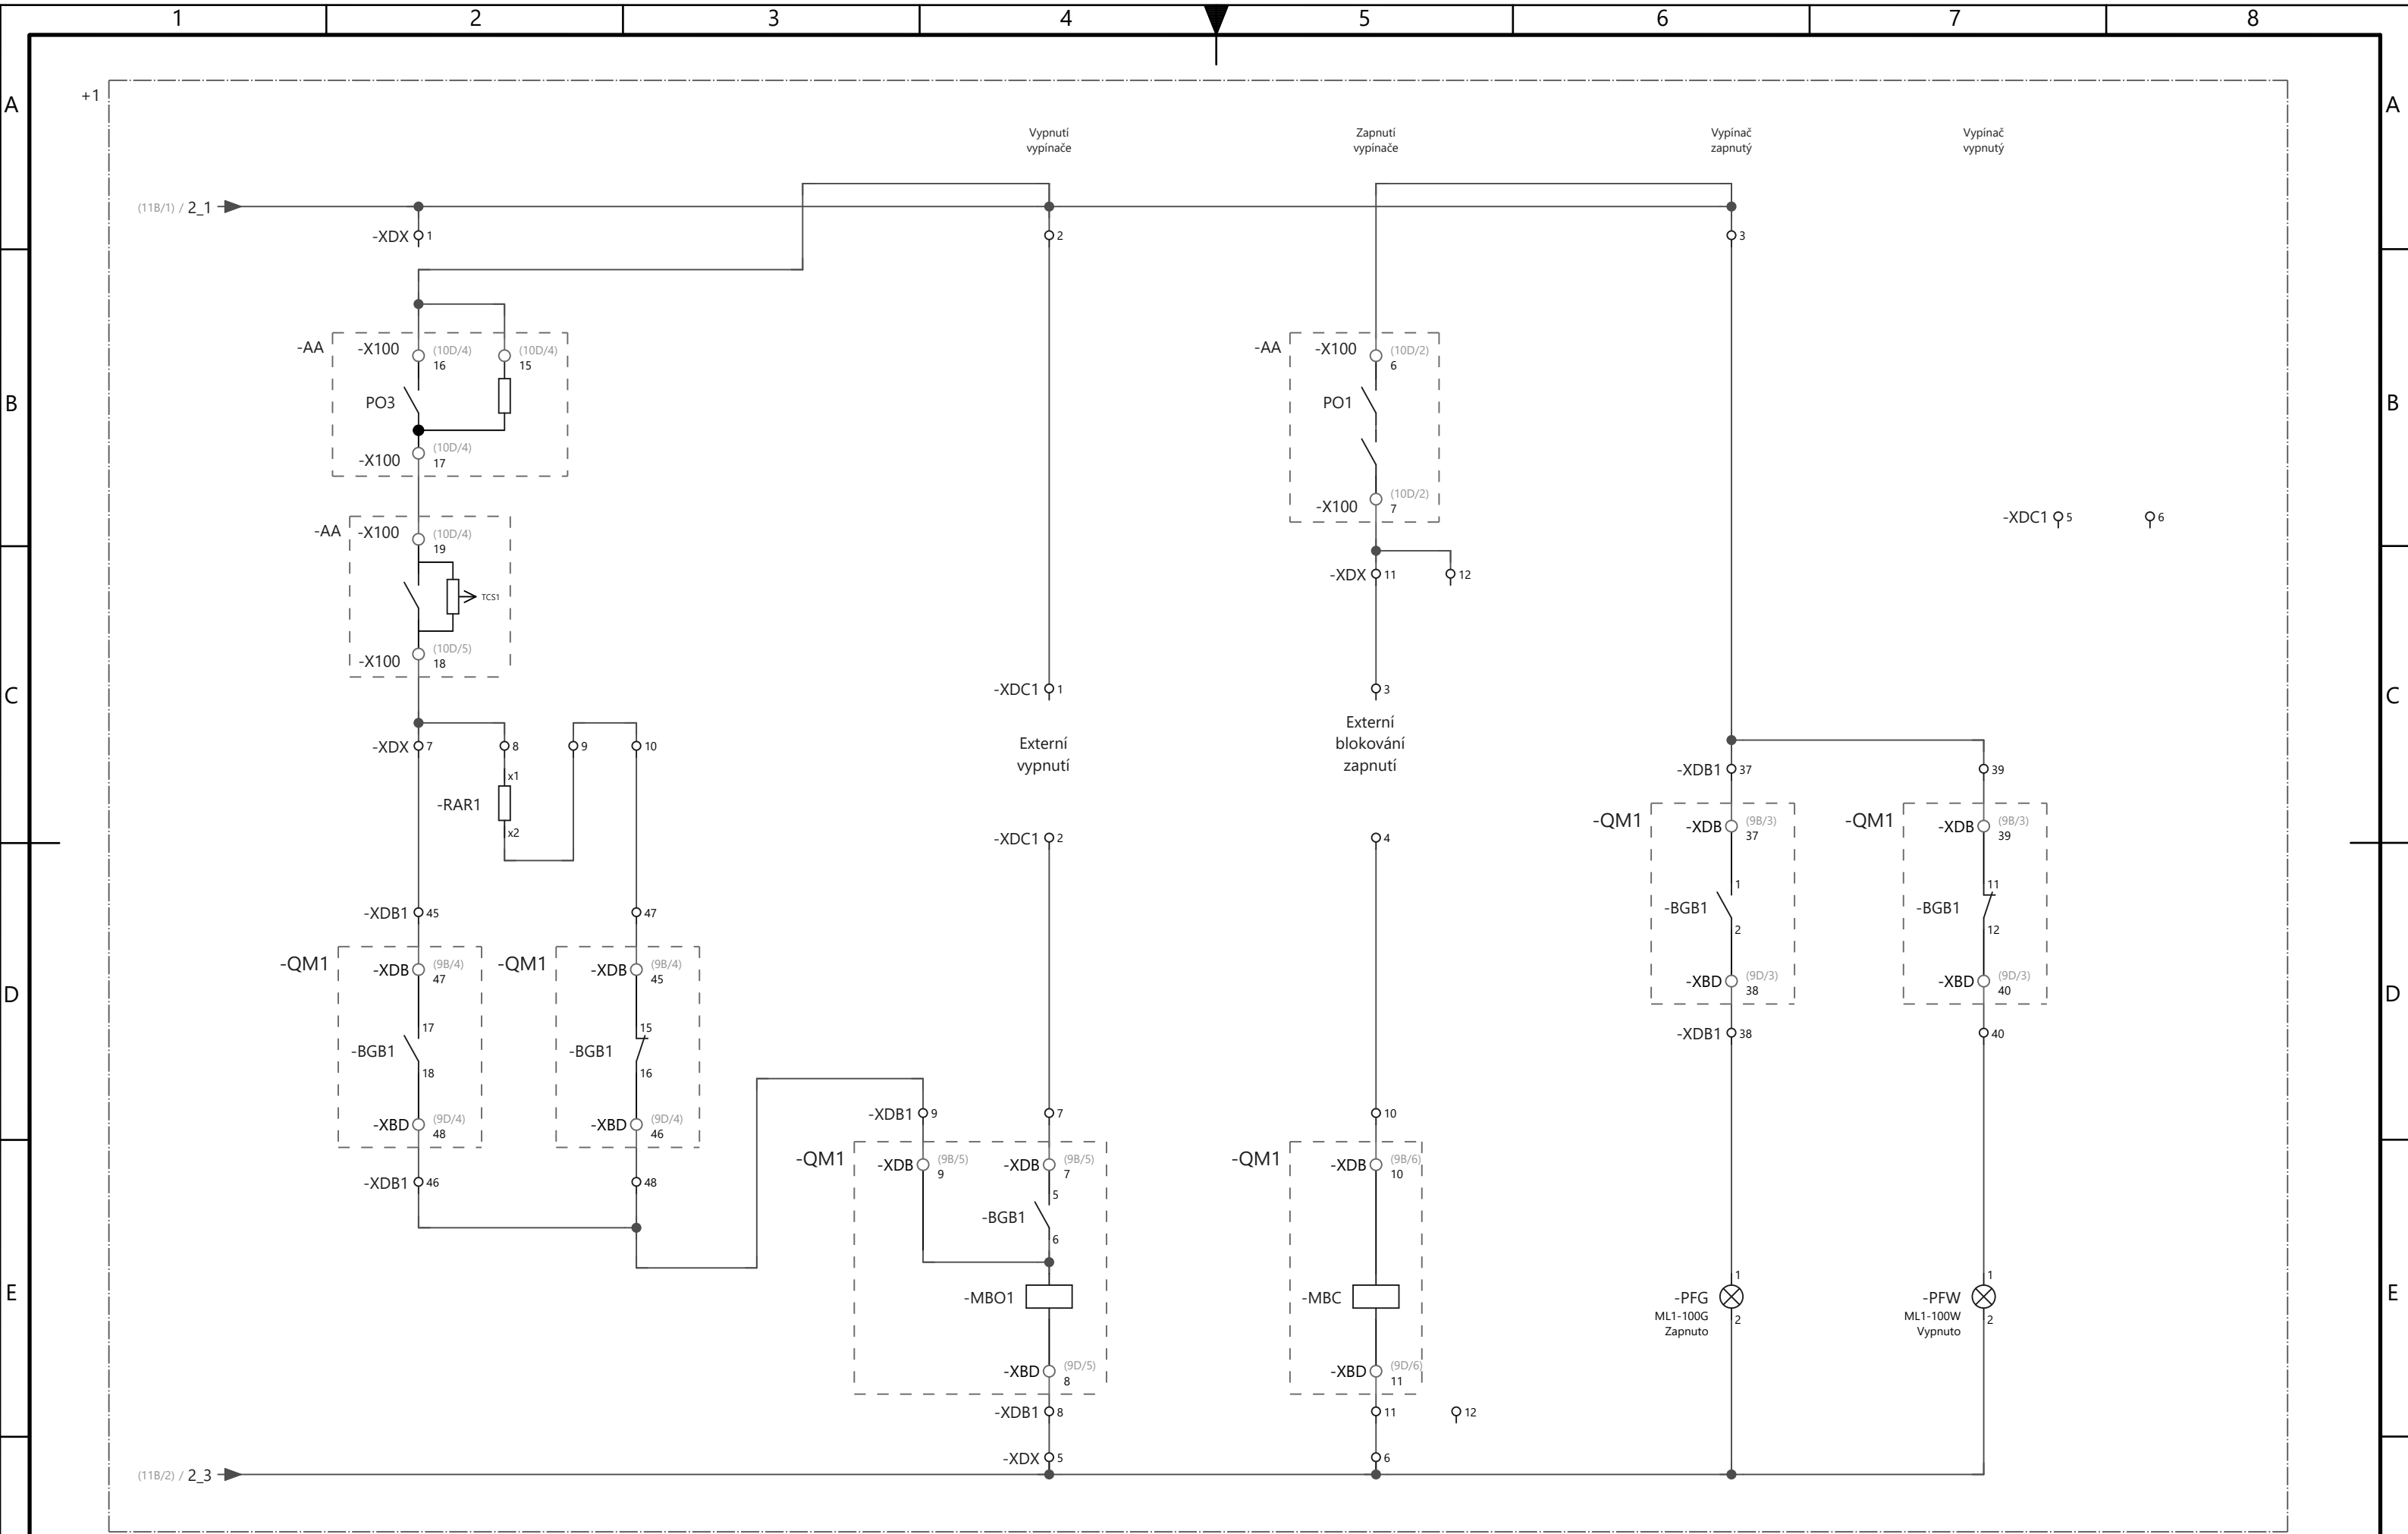 1 2 3 4 5 6 7 8
A A
+1
Vypnutí
vypínače
Zapnutí
vypínače
Vypínač
zapnutý
Vypínač
vypnutý
(11B/1) / 2_1
-XDX 1 2 3
-AA -X100 (10D/4) 16 (10D/4) 15
PO3
-X100 (10D/4) 17
-AA -X100 (10D/2) 6
PO1
-X100 (10D/2) 7
B B
-AA -X100 (10D/4) 19
TCS1
-X100 (10D/5) 18
-XDX 11 12
-XDC1 5 6
C C
-XDC1 1 3
Externí
vypnutí
Externí
blokování
zapnutí
-XDX 7 8 9 10
x1
-RAR1
x2
-XDC1 2 4
-XDB1 37 39
-QM1 -XDB (9B/3) 37
1
-BGB1
2
-XBD (9D/3) 38
-XDB1 38
-QM1 -XDB (9B/3) 39
11
-BGB1
12
-XBD (9D/3) 40
40
-XDB1 45 47
-QM1 -XDB (9B/4) 47
17
-BGB1
18
-XBD (9D/4) 48
-QM1 -XDB (9B/4) 45
15
-BGB1
16
-XBD (9D/4) 46
D D
-XDB1 46 48
-XDB1 9 7 10
-QM1 -XDB (9B/5) 9 -XDB (9B/5) 7
5
-BGB1
6
-MBO1
-XBD (9D/5) 8
-QM1 -XDB (9B/6) 10
-MBC
-XBD (9D/6) 11
E E
1
-PFG
ML1-100G
Zapnuto
2
1
-PFW
ML1-100W
Vypnuto
2
-XDB1 8 11 12
-XDX 5 6
(11B/2) / 2_3